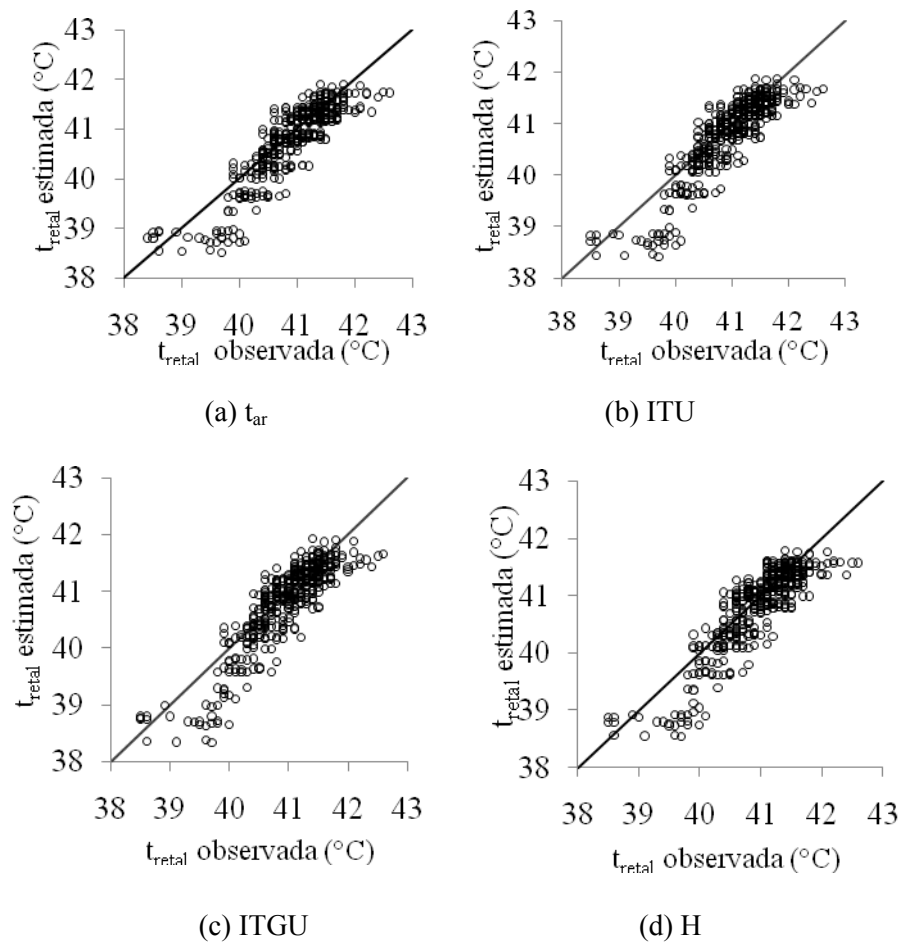 43
42
41
40
39
38
t_retal estimada (°C)
38 39 40 41 42 43
t_retal observada (°C)
(a) t_ar
43
42
41
40
39
38
t_retal estimada (°C)
38 39 40 41 42 43
t_retal observada (°C)
(b) ITU
43
42
41
40
39
38
t_retal estimada (°C)
38 39 40 41 42 43
t_retal observada (°C)
(c) ITGU
43
42
41
40
39
38
t_retal estimada (°C)
38 39 40 41 42 43
t_retal observada (°C)
(d) H